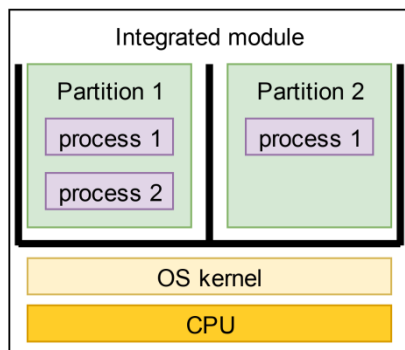 Integrated module
Partition 1
process 1
process 2
Partition 2
process 1
OS kernel
CPU